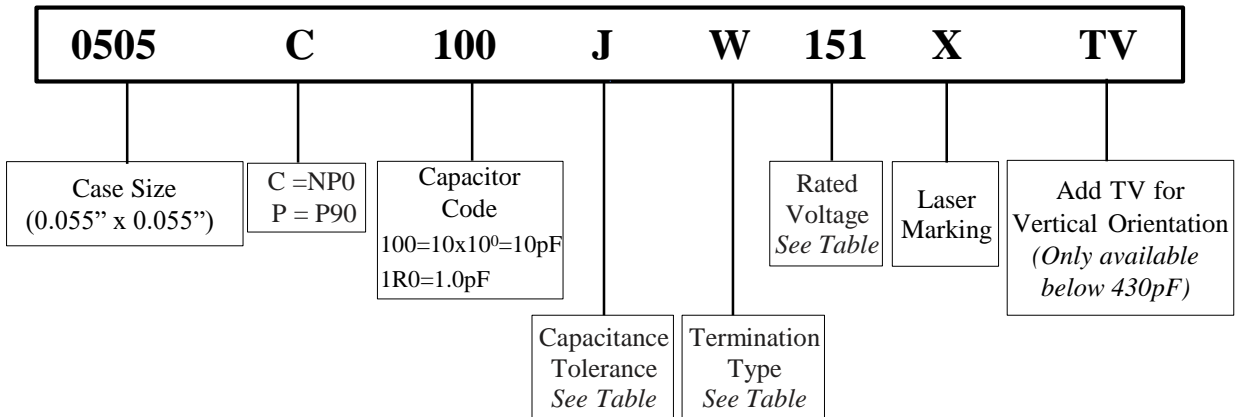 0505 C 100 J W 151 X TV
Case Size
(0.055” x 0.055”)
C =NP0
P = P90
Capacitor
Code
100=10x10⁰=10pF
1R0=1.0pF
Capacitance
Tolerance
See Table
Termination
Type
See Table
Rated
Voltage
See Table
Laser
Marking
Add TV for
Vertical Orientation
(Only available
below 430pF)